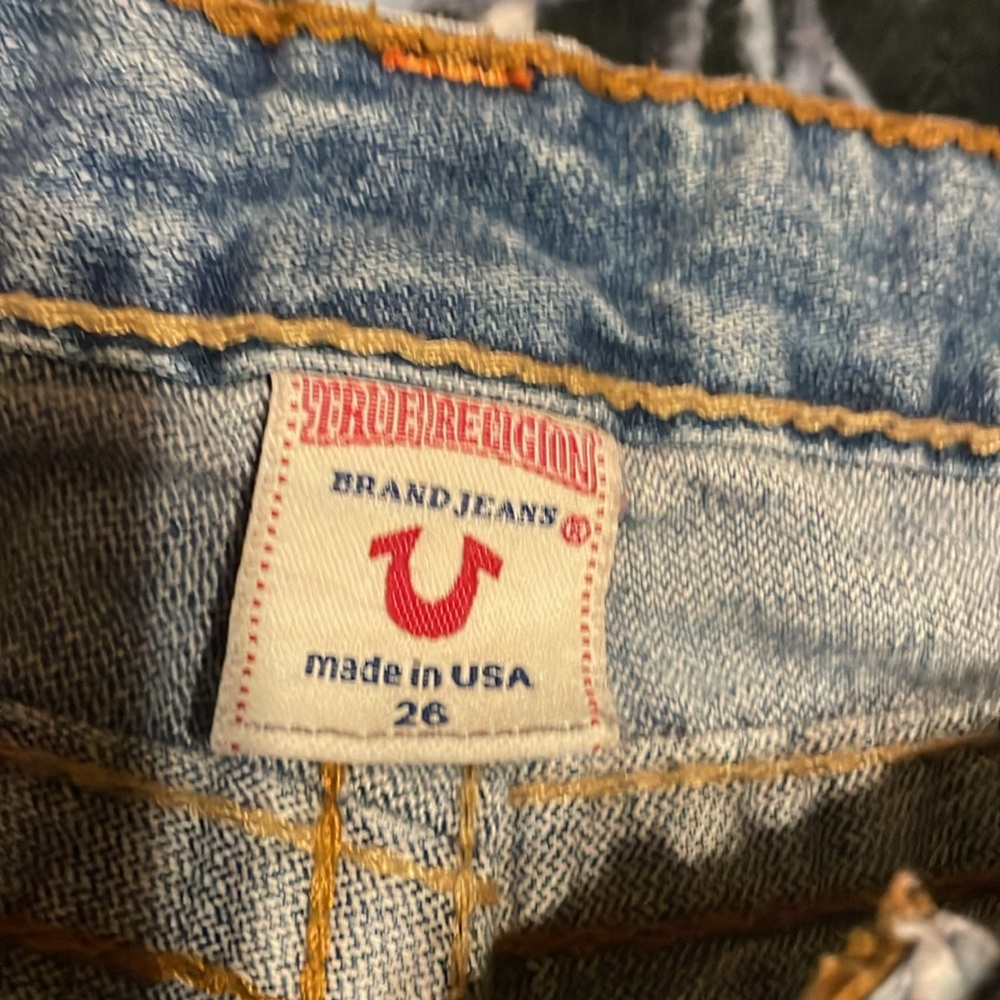 TRUE RELIGION
BRAND JEANS ®
made in USA
26